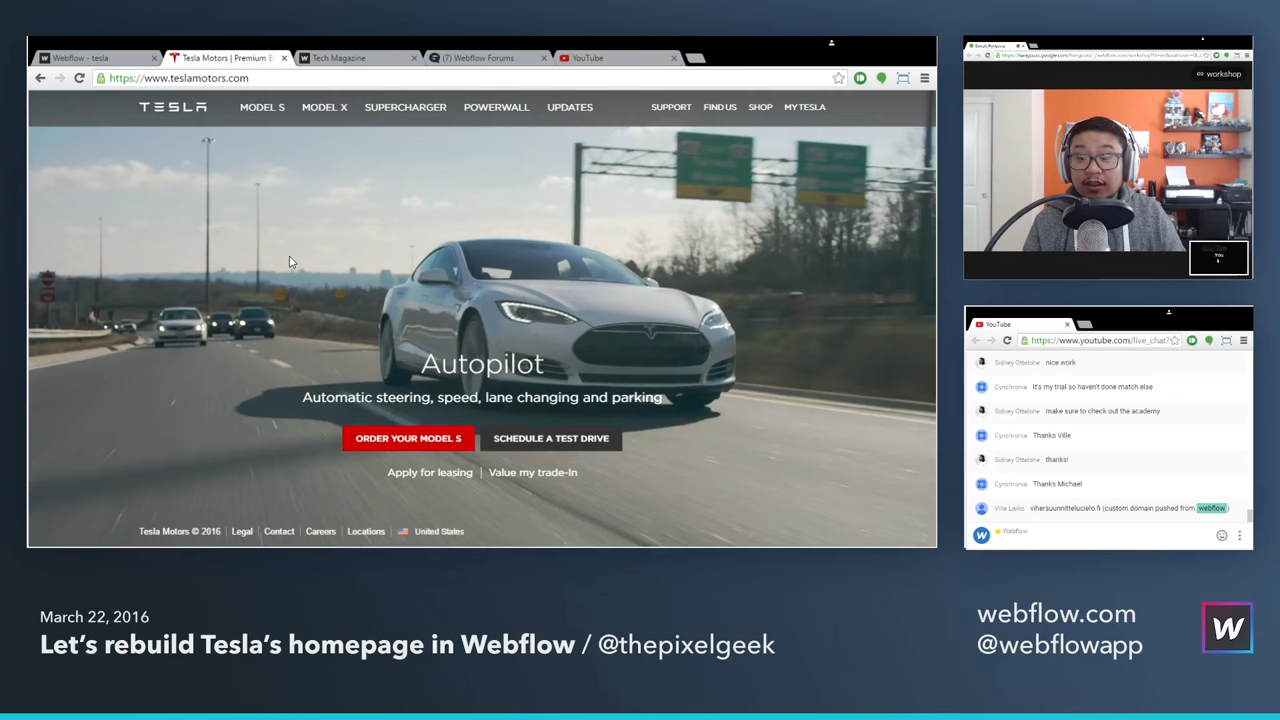 Webflow - tesla
Tesla Motors | Premium E
Tech Magazine
(7) Webflow Forums
YouTube
https://www.teslamotors.com
TESLA
MODEL S
MODEL X
SUPERCHARGER
POWERWALL
UPDATES
SUPPORT
FIND US
SHOP
MY TESLA
Autopilot
Automatic steering, speed, lane changing and parking
ORDER YOUR MODEL S
SCHEDULE A TEST DRIVE
Apply for leasing | Value my trade-In
Tesla Motors © 2016
Legal
Contact
Careers
Locations
United States
Google Hangouts
workshop
You
YouTube
https://www.youtube.com/live_chat?
Sidney Ottelohe nice work
Cynchronia it's my trial so haven't done match else
Sidney Ottelohe make sure to check out the academy
Cynchronia Thanks Ville
Sidney Ottelohe thanks!
Cynchronia Thanks Michael
Ville Laiho vihersuunnittelucielo.fi (custom domain pushed from webflow)
W Webflow
March 22, 2016
Let's rebuild Tesla's homepage in Webflow / @thepixelgeek
webflow.com
@webflowapp
W